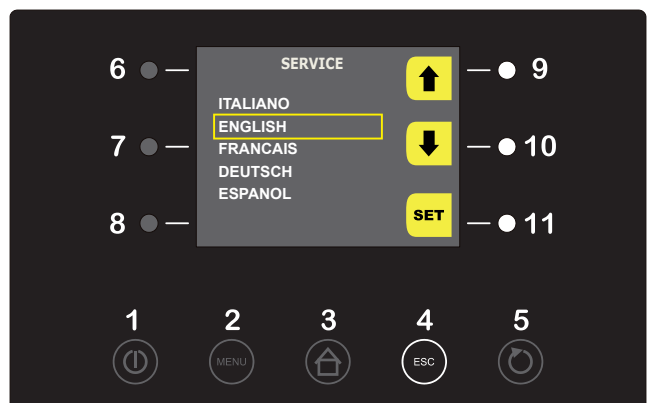 6 SERVICE 9
ITALIANO
ENGLISH
7 FRANCAIS 10
DEUTSCH
ESPANOL
8 SET 11
1 2 3 4 5
MENU ESC